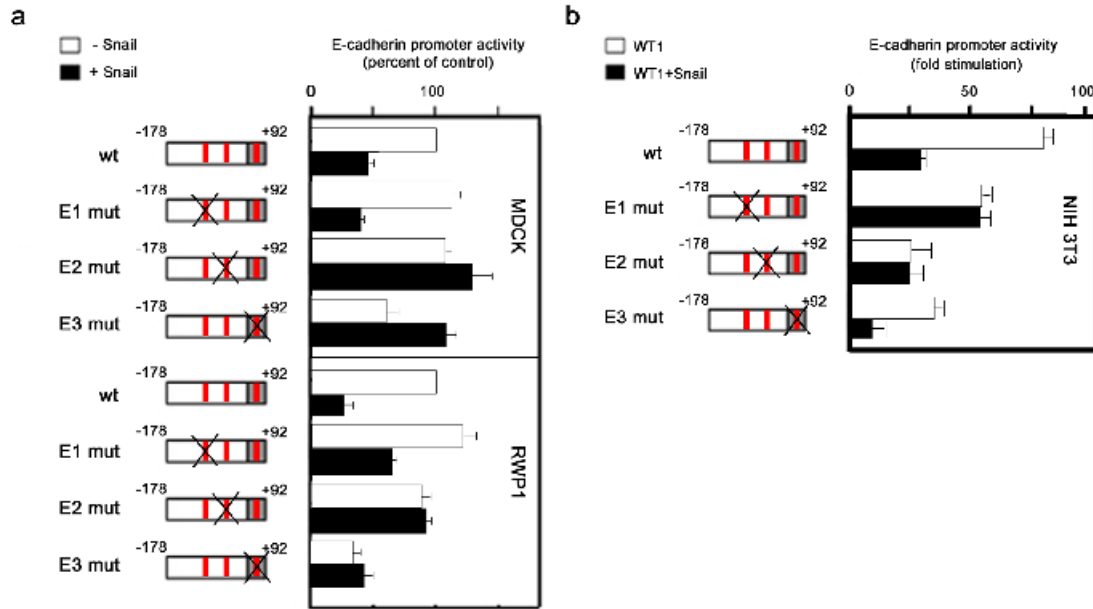 a
- Snail
+ Snail
E-cadherin promoter activity
(percent of control)
0 100
wt -178 +92
E1 mut -178 +92
E2 mut -178 +92
E3 mut -178 +92
MDCK
wt -178 +92
E1 mut -178 +92
E2 mut -178 +92
E3 mut -178 +92
RWP1
b
WT1
WT1+Snail
E-cadherin promoter activity
(fold stimulation)
0 50 100
wt -178 +92
E1 mut -178 +92
E2 mut -178 +92
E3 mut -178 +92
NIH 3T3